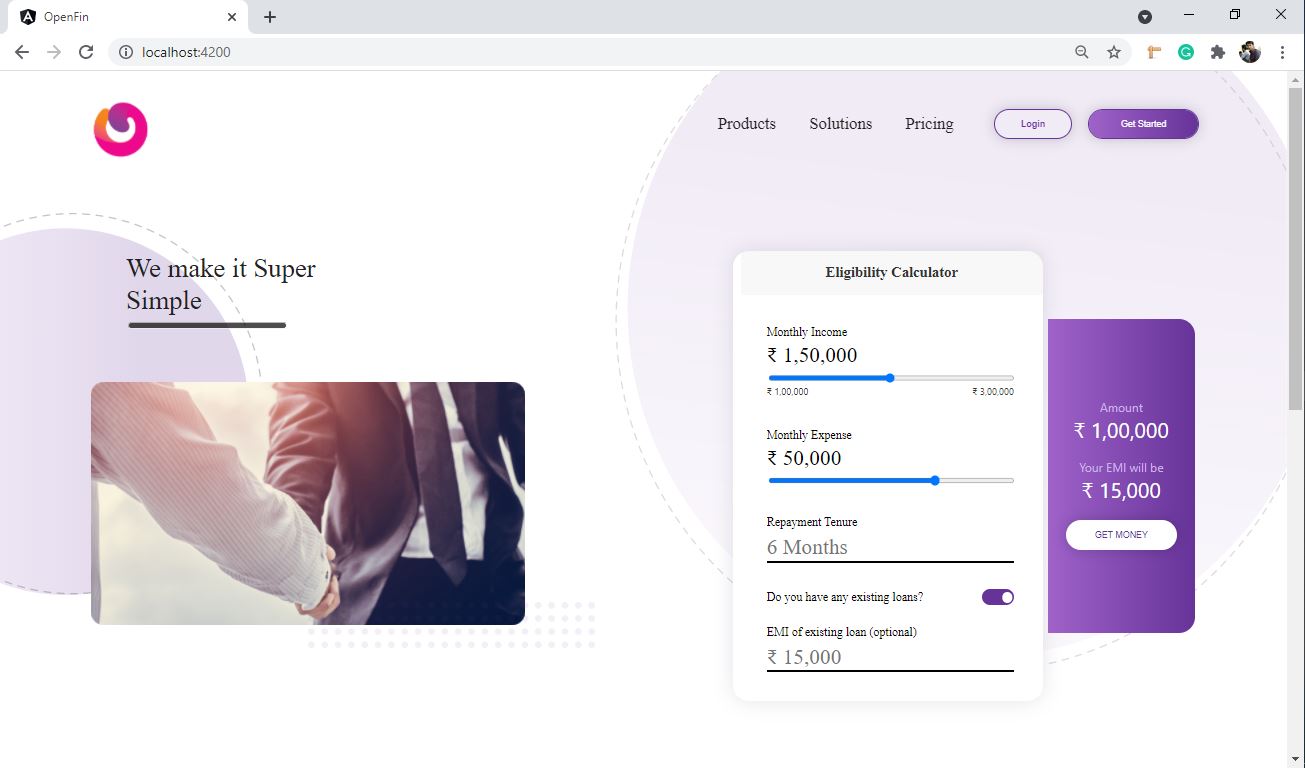 OpenFin
localhost:4200
Products Solutions Pricing Login Get Started
We make it Super
Simple
Eligibility Calculator
Monthly Income
₹ 1,50,000
₹ 1,00,000 ₹ 3,00,000
Monthly Expense
₹ 50,000
Repayment Tenure
6 Months
Do you have any existing loans?
EMI of existing loan (optional)
₹ 15,000
Amount
₹ 1,00,000
Your EMI will be
₹ 15,000
GET MONEY